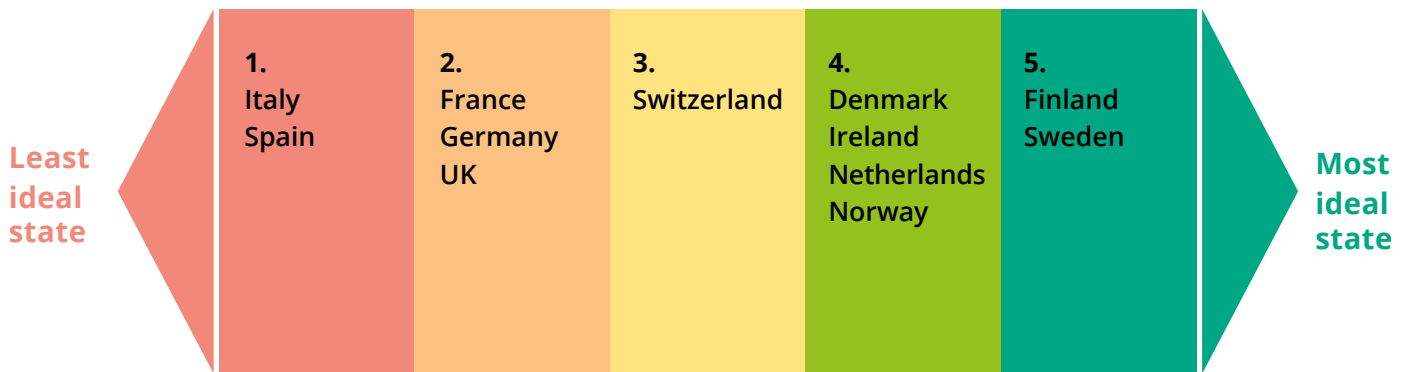 Least
ideal
state
1.
Italy
Spain
2.
France
Germany
UK
3.
Switzerland
4.
Denmark
Ireland
Netherlands
Norway
5.
Finland
Sweden
Most
ideal
state